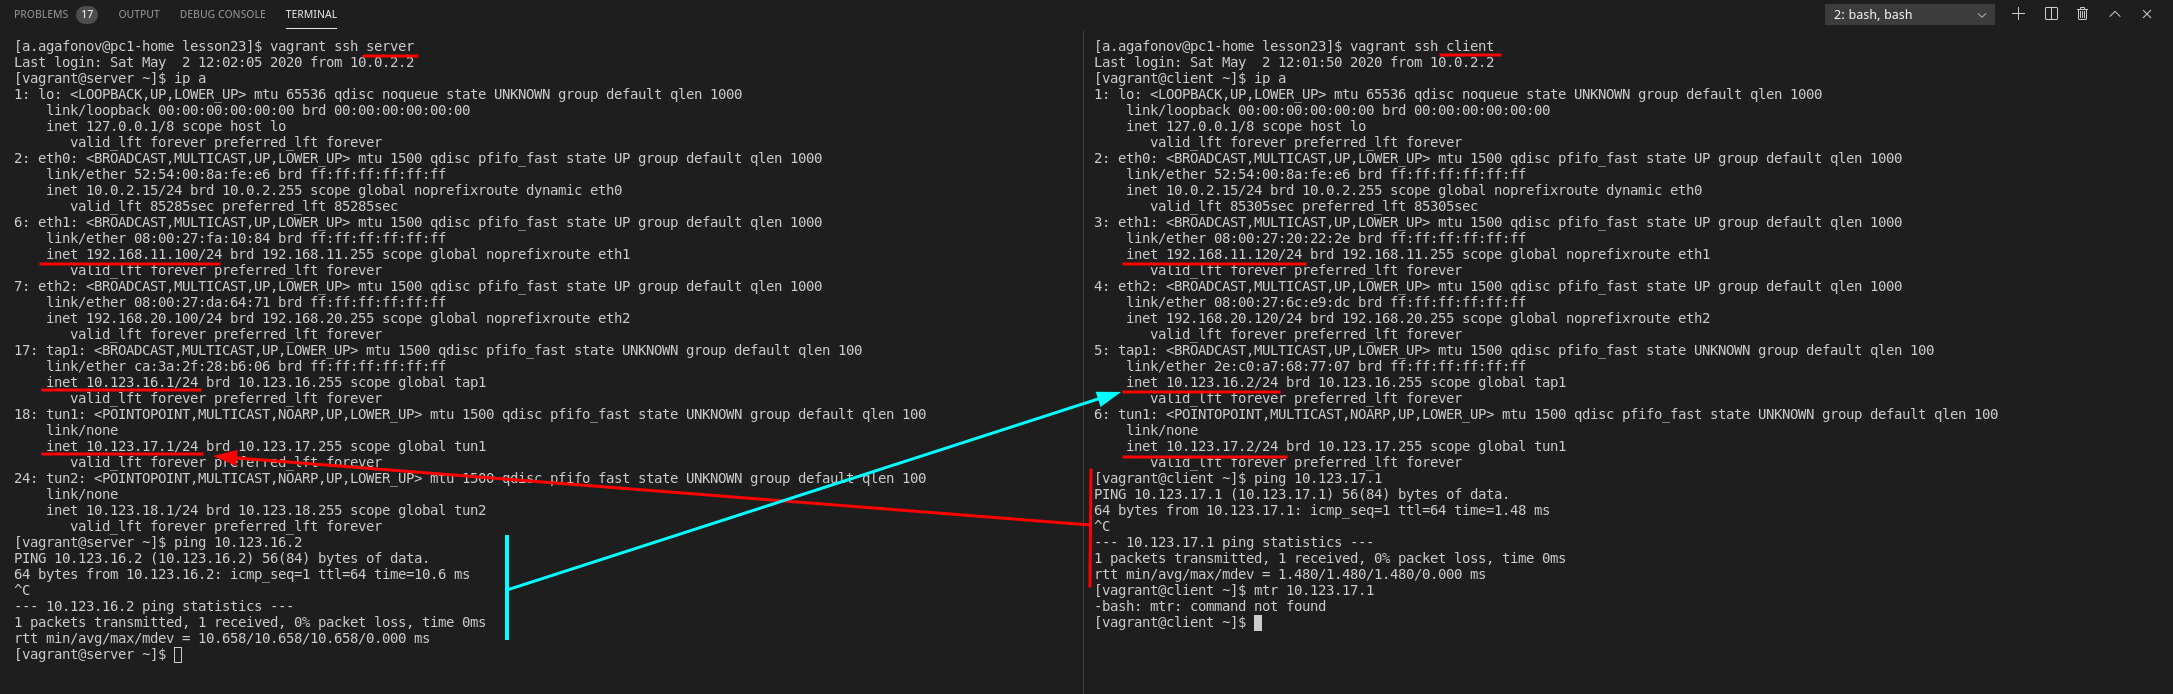 PROBLEMS 17 OUTPUT DEBUG CONSOLE TERMINAL 2: bash, bash
[a.agafonov@pc1-home lesson23]$ vagrant ssh server
Last login: Sat May  2 12:02:05 2020 from 10.0.2.2
[vagrant@server ~]$ ip a
1: lo: <LOOPBACK,UP,LOWER_UP> mtu 65536 qdisc noqueue state UNKNOWN group default qlen 1000
    link/loopback 00:00:00:00:00:00 brd 00:00:00:00:00:00
    inet 127.0.0.1/8 scope host lo
       valid_lft forever preferred_lft forever
2: eth0: <BROADCAST,MULTICAST,UP,LOWER_UP> mtu 1500 qdisc pfifo_fast state UP group default qlen 1000
    link/ether 52:54:00:8a:fe:e6 brd ff:ff:ff:ff:ff:ff
    inet 10.0.2.15/24 brd 10.0.2.255 scope global noprefixroute dynamic eth0
       valid_lft 85285sec preferred_lft 85285sec
6: eth1: <BROADCAST,MULTICAST,UP,LOWER_UP> mtu 1500 qdisc pfifo_fast state UP group default qlen 1000
    link/ether 08:00:27:fa:10:84 brd ff:ff:ff:ff:ff:ff
    inet 192.168.11.100/24 brd 192.168.11.255 scope global noprefixroute eth1
       valid_lft forever preferred_lft forever
7: eth2: <BROADCAST,MULTICAST,UP,LOWER_UP> mtu 1500 qdisc pfifo_fast state UP group default qlen 1000
    link/ether 08:00:27:da:64:71 brd ff:ff:ff:ff:ff:ff
    inet 192.168.20.100/24 brd 192.168.20.255 scope global noprefixroute eth2
       valid_lft forever preferred_lft forever
17: tap1: <BROADCAST,MULTICAST,UP,LOWER_UP> mtu 1500 qdisc pfifo_fast state UNKNOWN group default qlen 100
    link/ether ca:3a:2f:28:b6:06 brd ff:ff:ff:ff:ff:ff
    inet 10.123.16.1/24 brd 10.123.16.255 scope global tap1
       valid_lft forever preferred_lft forever
18: tun1: <POINTOPOINT,MULTICAST,NOARP,UP,LOWER_UP> mtu 1500 qdisc pfifo_fast state UNKNOWN group default qlen 100
    link/none
    inet 10.123.17.1/24 brd 10.123.17.255 scope global tun1
       valid_lft forever preferred_lft forever
24: tun2: <POINTOPOINT,MULTICAST,NOARP,UP,LOWER_UP> mtu 1500 qdisc pfifo_fast state UNKNOWN group default qlen 100
    link/none
    inet 10.123.18.1/24 brd 10.123.18.255 scope global tun2
       valid_lft forever preferred_lft forever
[vagrant@server ~]$ ping 10.123.16.2
PING 10.123.16.2 (10.123.16.2) 56(84) bytes of data.
64 bytes from 10.123.16.2: icmp_seq=1 ttl=64 time=10.6 ms
^C
--- 10.123.16.2 ping statistics ---
1 packets transmitted, 1 received, 0% packet loss, time 0ms
rtt min/avg/max/mdev = 10.658/10.658/10.658/0.000 ms
[vagrant@server ~]$
[a.agafonov@pc1-home lesson23]$ vagrant ssh client
Last login: Sat May  2 12:01:50 2020 from 10.0.2.2
[vagrant@client ~]$ ip a
1: lo: <LOOPBACK,UP,LOWER_UP> mtu 65536 qdisc noqueue state UNKNOWN group default qlen 1000
    link/loopback 00:00:00:00:00:00 brd 00:00:00:00:00:00
    inet 127.0.0.1/8 scope host lo
       valid_lft forever preferred_lft forever
2: eth0: <BROADCAST,MULTICAST,UP,LOWER_UP> mtu 1500 qdisc pfifo_fast state UP group default qlen 1000
    link/ether 52:54:00:8a:fe:e6 brd ff:ff:ff:ff:ff:ff
    inet 10.0.2.15/24 brd 10.0.2.255 scope global noprefixroute dynamic eth0
       valid_lft 85305sec preferred_lft 85305sec
3: eth1: <BROADCAST,MULTICAST,UP,LOWER_UP> mtu 1500 qdisc pfifo_fast state UP group default qlen 1000
    link/ether 08:00:27:20:22:2e brd ff:ff:ff:ff:ff:ff
    inet 192.168.11.120/24 brd 192.168.11.255 scope global noprefixroute eth1
       valid_lft forever preferred_lft forever
4: eth2: <BROADCAST,MULTICAST,UP,LOWER_UP> mtu 1500 qdisc pfifo_fast state UP group default qlen 1000
    link/ether 08:00:27:6c:e9:dc brd ff:ff:ff:ff:ff:ff
    inet 192.168.20.120/24 brd 192.168.20.255 scope global noprefixroute eth2
       valid_lft forever preferred_lft forever
5: tap1: <BROADCAST,MULTICAST,UP,LOWER_UP> mtu 1500 qdisc pfifo_fast state UNKNOWN group default qlen 100
    link/ether 2e:c0:a7:68:77:07 brd ff:ff:ff:ff:ff:ff
    inet 10.123.16.2/24 brd 10.123.16.255 scope global tap1
       valid_lft forever preferred_lft forever
6: tun1: <POINTOPOINT,MULTICAST,NOARP,UP,LOWER_UP> mtu 1500 qdisc pfifo_fast state UNKNOWN group default qlen 100
    link/none
    inet 10.123.17.2/24 brd 10.123.17.255 scope global tun1
       valid_lft forever preferred_lft forever
[vagrant@client ~]$ ping 10.123.17.1
PING 10.123.17.1 (10.123.17.1) 56(84) bytes of data.
64 bytes from 10.123.17.1: icmp_seq=1 ttl=64 time=1.48 ms
^C
--- 10.123.17.1 ping statistics ---
1 packets transmitted, 1 received, 0% packet loss, time 0ms
rtt min/avg/max/mdev = 1.480/1.480/1.480/0.000 ms
[vagrant@client ~]$ mtr 10.123.17.1
-bash: mtr: command not found
[vagrant@client ~]$